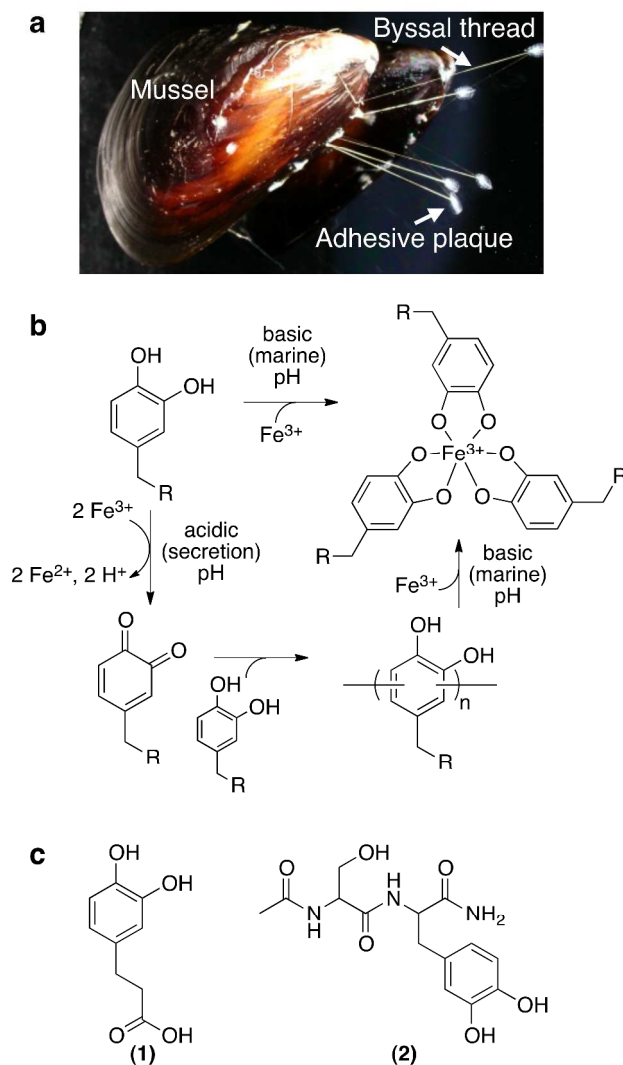 a
Byssal thread
Mussel
Adhesive plaque
b
OH
OH
R
basic
(marine)
pH
Fe³⁺
R
O
O
O
Fe³⁺
O
O
O
R
R
2 Fe³⁺
acidic
(secretion)
pH
2 Fe²⁺, 2 H⁺
Fe³⁺
basic
(marine)
pH
O
O
R
OH
OH
R
OH
OH
n
R
c
OH
OH
O
OH
(1)
O
N
H
OH
O
H
N
O
NH₂
OH
OH
(2)